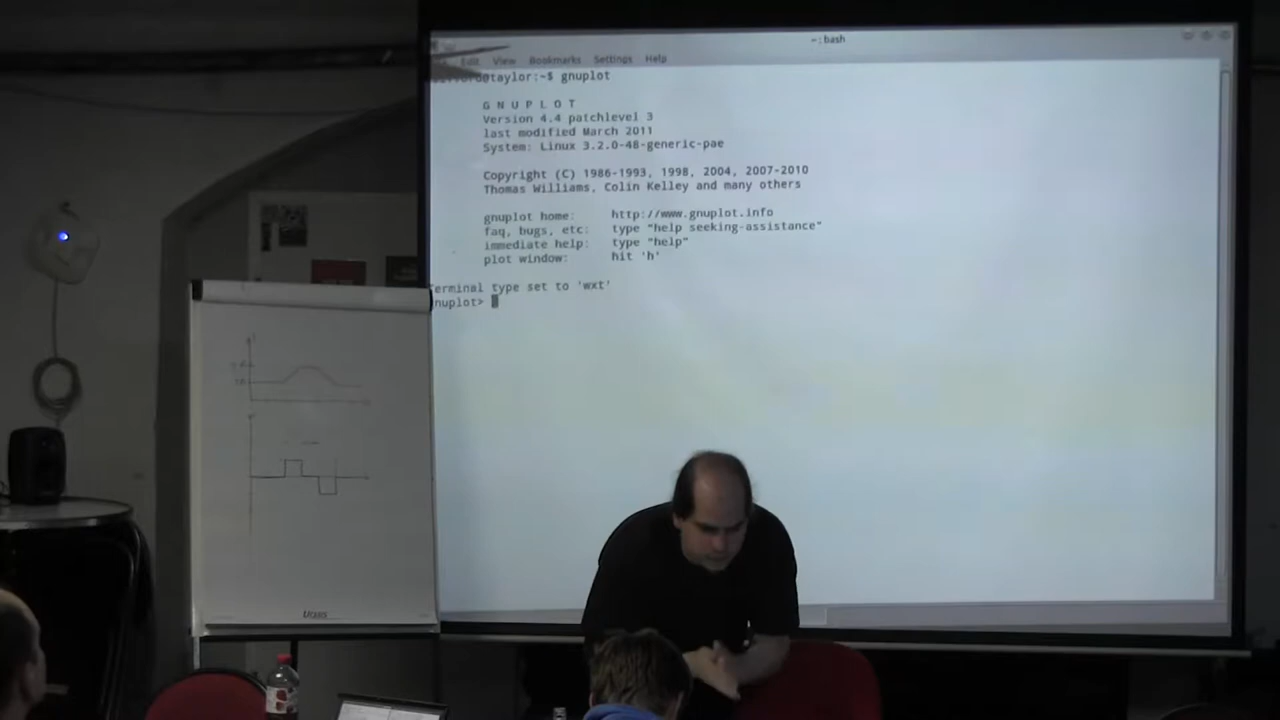 ~ : bash
Edit View Bookmarks Settings Help
taylor:~$ gnuplot
G N U P L O T
Version 4.4 patchlevel 3
last modified March 2011
System: Linux 3.2.0-48-generic-pae
Copyright (C) 1986-1993, 1998, 2004, 2007-2010
Thomas Williams, Colin Kelley and many others
gnuplot home: http://www.gnuplot.info
faq, bugs, etc: type "help seeking-assistance"
immediate help: type "help"
plot window: hit 'h'
Terminal type set to 'wxt'
nuplot>